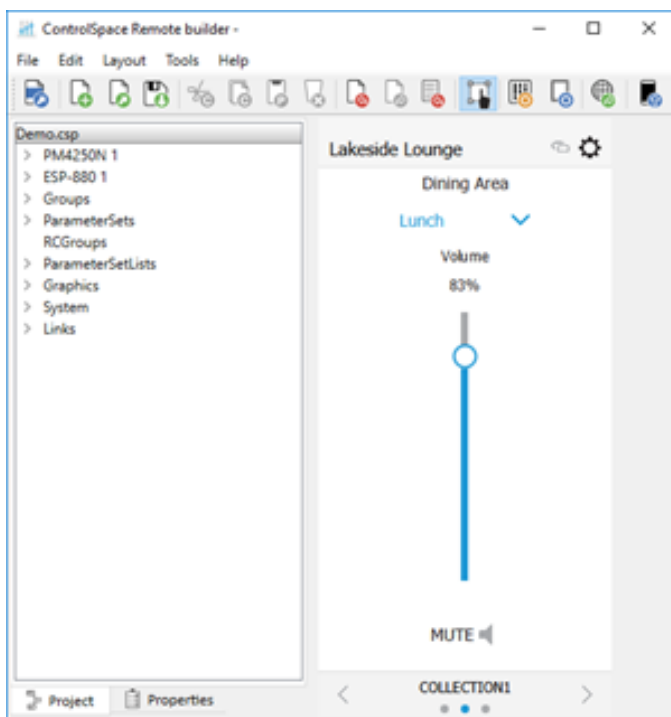 ControlSpace Remote builder -
File Edit Layout Tools Help
Demo.csp
PM4250N 1
ESP-880 1
Groups
ParameterSets
RCGroups
ParameterSetLists
Graphics
System
Links
Project Properties
Lakeside Lounge
Dining Area
Lunch
Volume
83%
MUTE
COLLECTION1